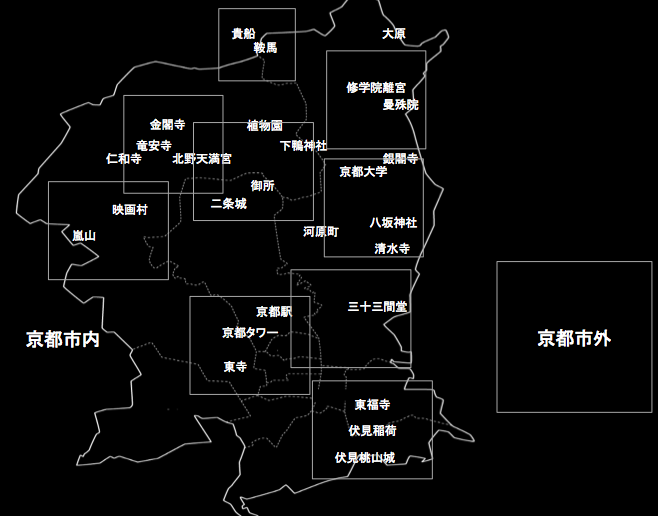 貴船
鞍馬
大原
修学院離宮
曼殊院
金閣寺
植物園
竜安寺
下鴨神社
仁和寺
北野天満宮
銀閣寺
京都大学
御所
二条城
映画村
八坂神社
嵐山
河原町
清水寺
三十三間堂
京都駅
京都タワー
京都市内
京都市外
東寺
東福寺
伏見稲荷
伏見桃山城